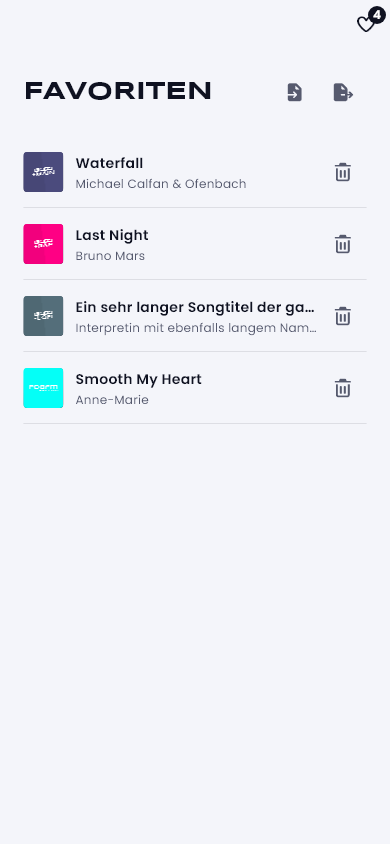 4
FAVORITEN
Waterfall
Michael Calfan & Ofenbach
Last Night
Bruno Mars
Ein sehr langer Songtitel der ga...
Interpretin mit ebenfalls langem Nam...
Smooth My Heart
Anne-Marie